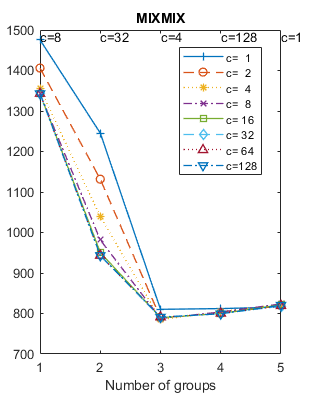 MIXMIX
c=8 c=32 c=4 c=128 c=1
1500
1400
1300
1200
1100
1000
900
800
700
c= 1
c= 2
c= 4
c= 8
c= 16
c= 32
c= 64
c=128
1 2 3 4 5
Number of groups